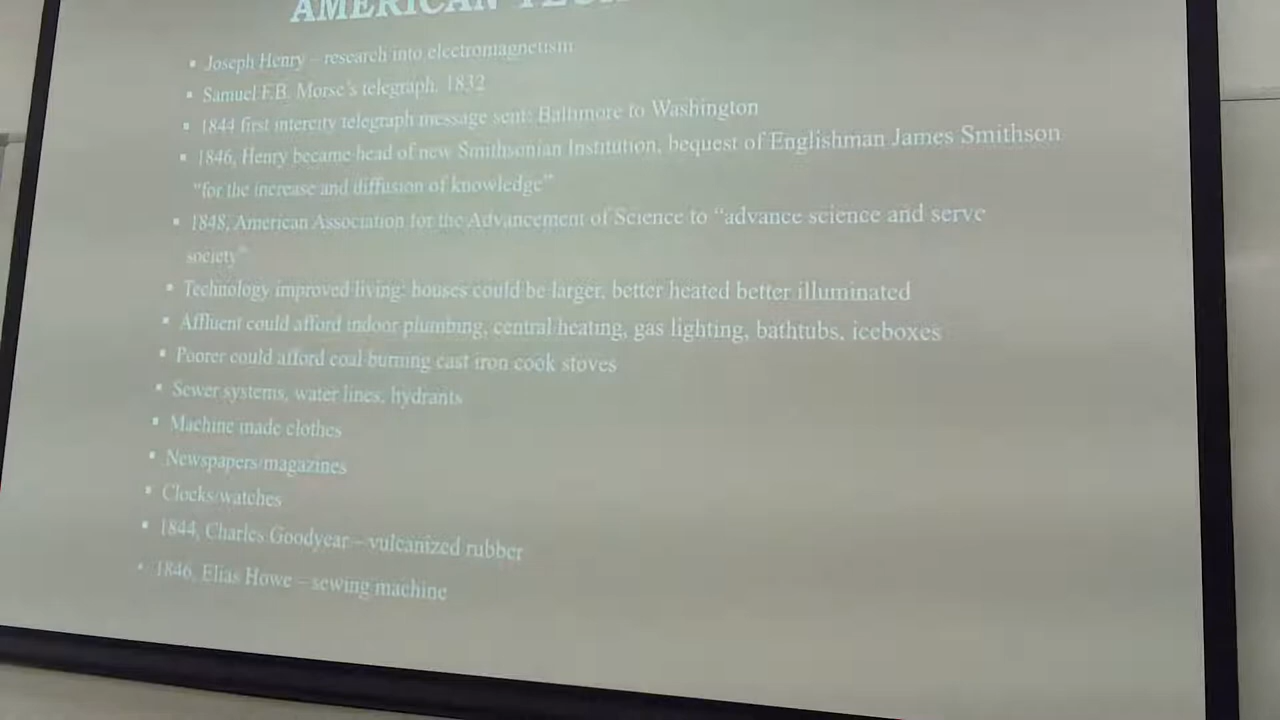 AMERICAN
▪ Joseph Henry – research into electromagnetism
▪ Samuel F.B. Morse's telegraph, 1832
▪ 1844 first intercity telegraph message sent: Baltimore to Washington
▪ 1846, Henry became head of new Smithsonian Institution, bequest of Englishman James Smithson
"for the increase and diffusion of knowledge"
▪ 1848, American Association for the Advancement of Science to "advance science and serve
society"
▪ Technology improved living: houses could be larger, better heated better illuminated
▪ Affluent could afford indoor plumbing, central heating, gas lighting, bathtubs, iceboxes
▪ Poorer could afford coal burning cast iron cook stoves
▪ Sewer systems, water lines, hydrants
▪ Machine made clothes
▪ Newspapers/magazines
▪ Clocks/watches
▪ 1844, Charles Goodyear – vulcanized rubber
▪ 1846, Elias Howe – sewing machine